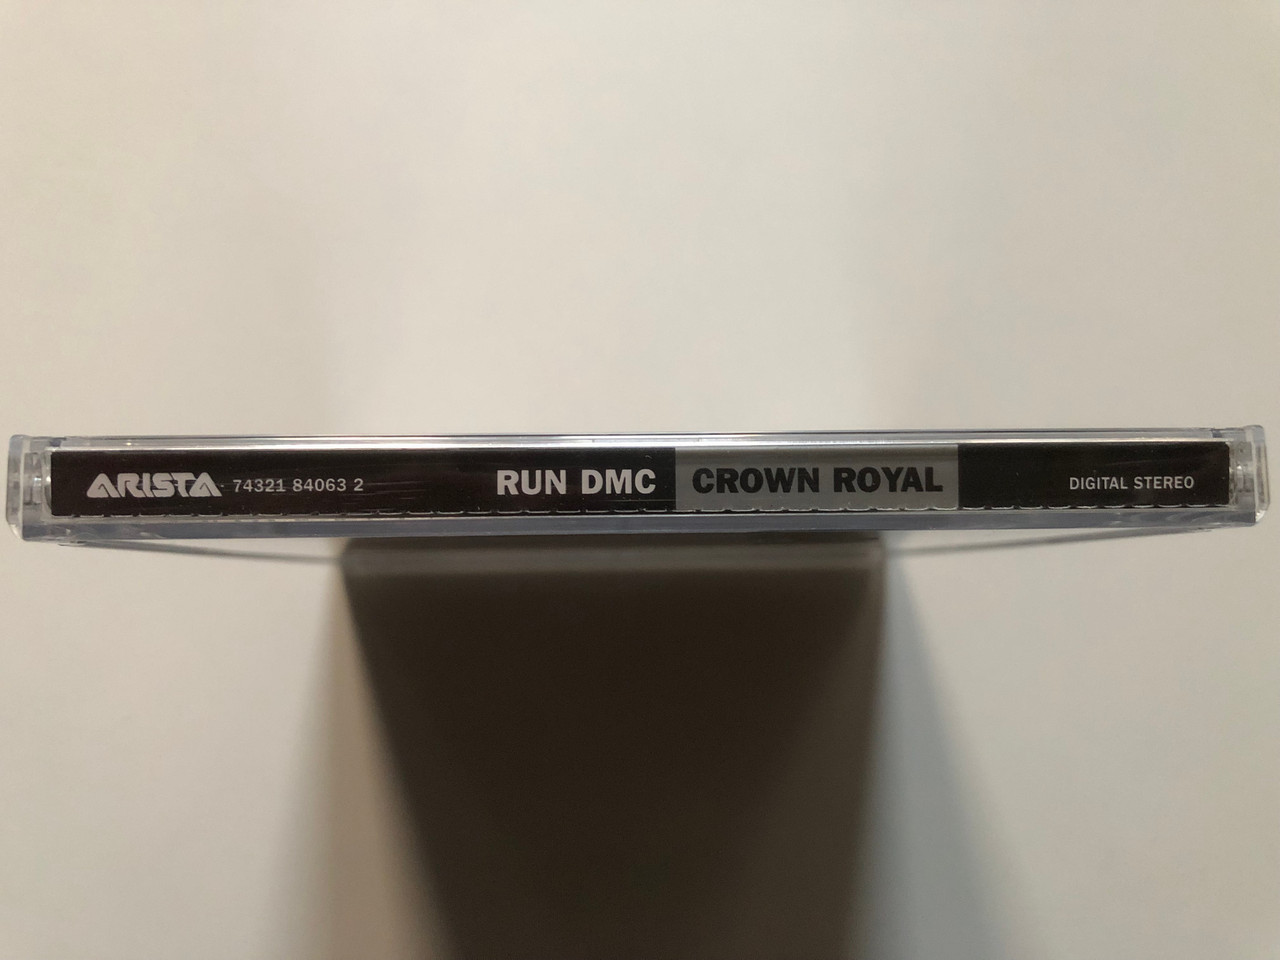 ARISTA 74321 84063 2 RUN DMC CROWN ROYAL DIGITAL STEREO